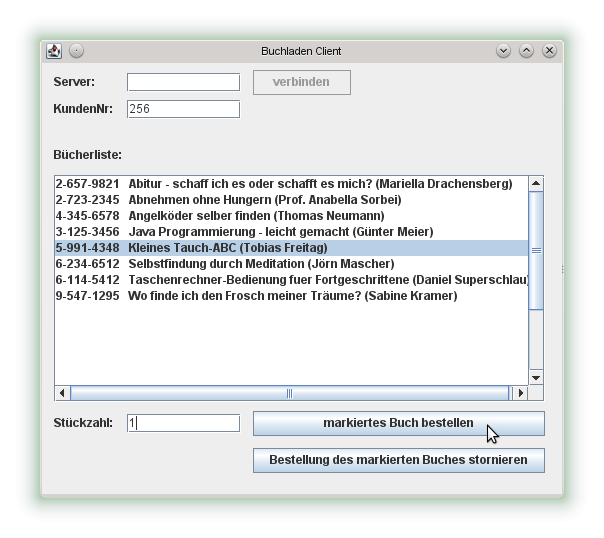 Buchladen Client
Server: verbinden
KundenNr: 256
Bücherliste:
2-657-9821 Abitur - schaff ich es oder schafft es mich? (Mariella Drachensberg)
2-723-2345 Abnehmen ohne Hungern (Prof. Anabella Sorbei)
4-345-6578 Angelköder selber finden (Thomas Neumann)
3-125-3456 Java Programmierung - leicht gemacht (Günter Meier)
5-991-4348 Kleines Tauch-ABC (Tobias Freitag)
6-234-6512 Selbstfindung durch Meditation (Jörn Mascher)
6-114-5412 Taschenrechner-Bedienung fuer Fortgeschrittene (Daniel Superschlau)
9-547-1295 Wo finde ich den Frosch meiner Träume? (Sabine Kramer)
Stückzahl: 1 markiertes Buch bestellen
Bestellung des markierten Buches stornieren